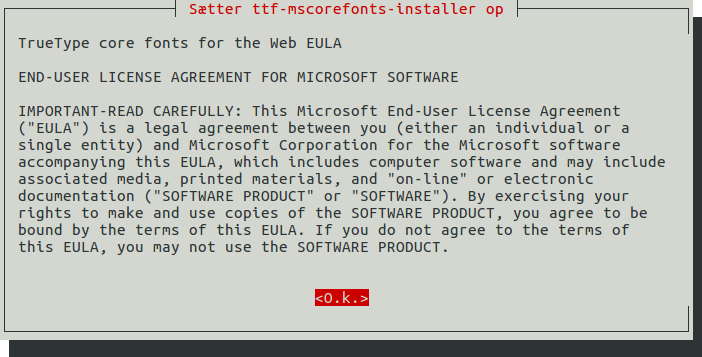 Sætter ttf-mscorefonts-installer op
TrueType core fonts for the Web EULA
END-USER LICENSE AGREEMENT FOR MICROSOFT SOFTWARE
IMPORTANT-READ CAREFULLY: This Microsoft End-User License Agreement
("EULA") is a legal agreement between you (either an individual or a
single entity) and Microsoft Corporation for the Microsoft software
accompanying this EULA, which includes computer software and may include
associated media, printed materials, and "on-line" or electronic
documentation ("SOFTWARE PRODUCT" or "SOFTWARE"). By exercising your
rights to make and use copies of the SOFTWARE PRODUCT, you agree to be
bound by the terms of this EULA. If you do not agree to the terms of
this EULA, you may not use the SOFTWARE PRODUCT.
<O.k.>